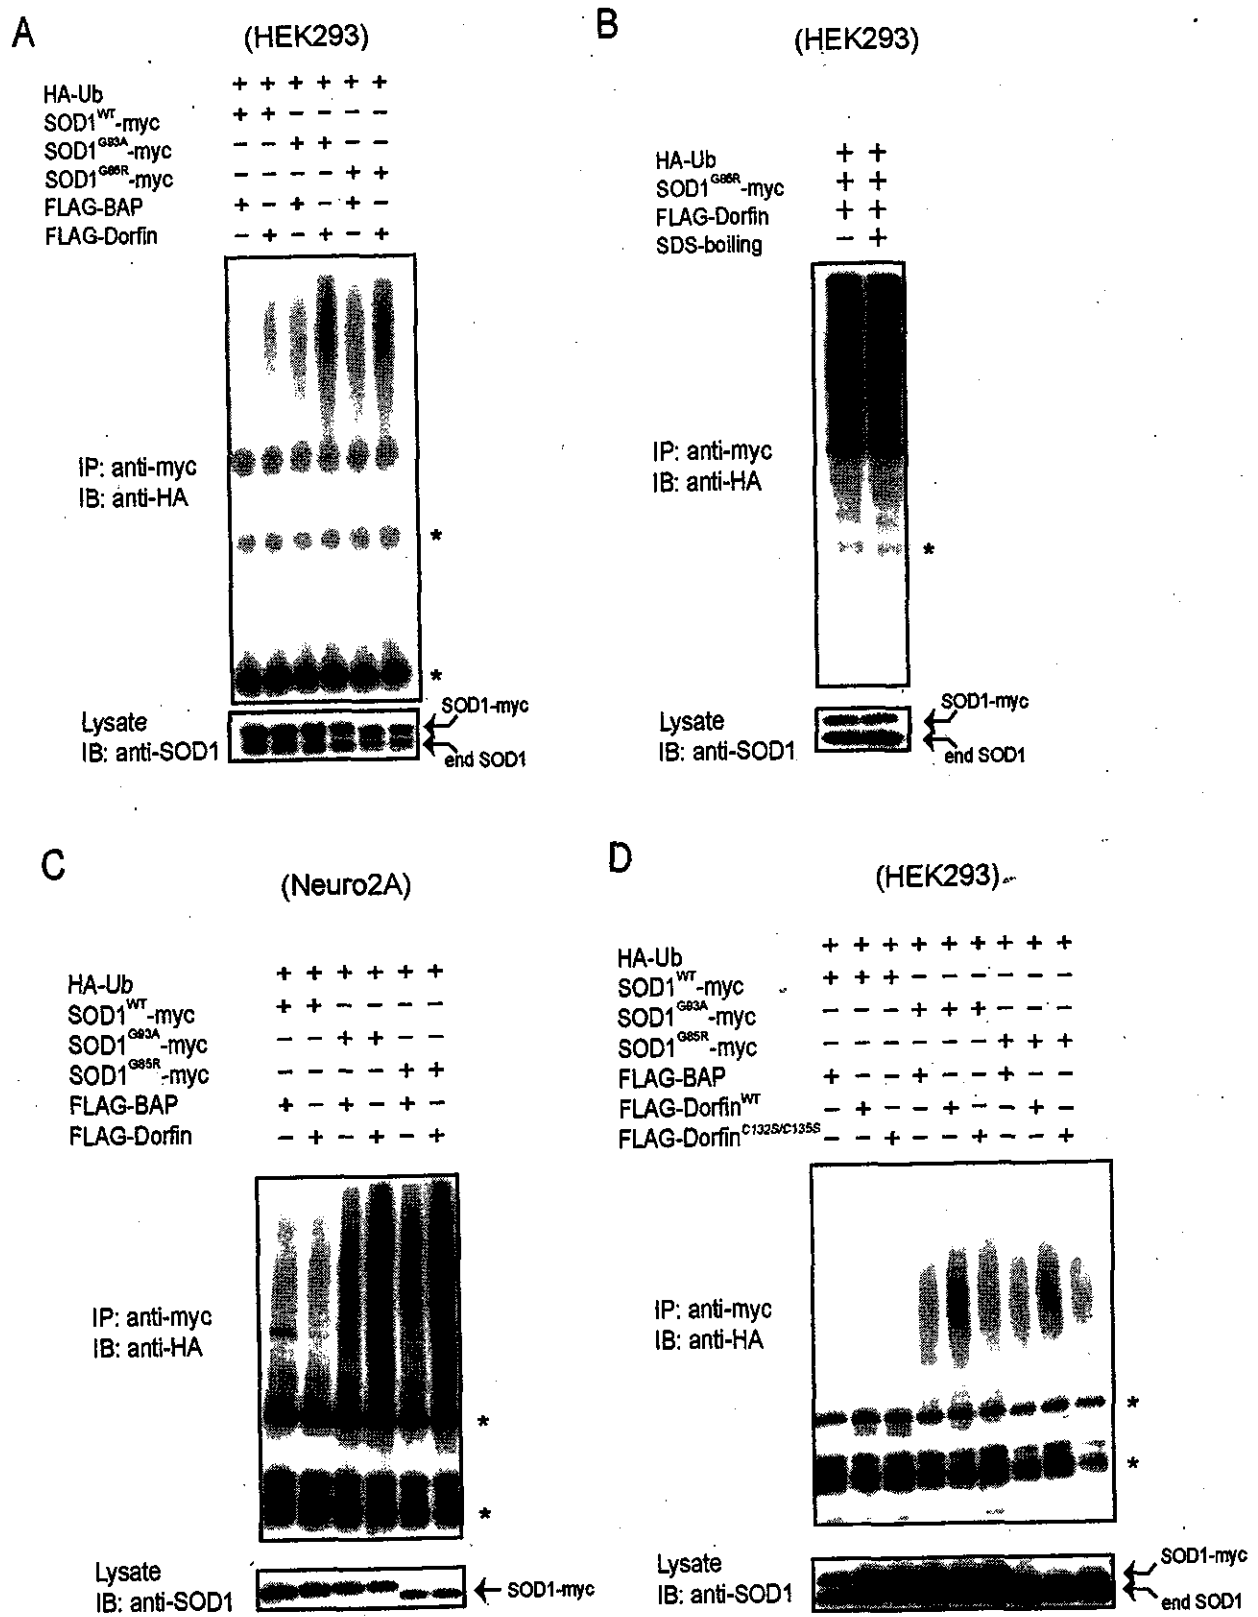 A
(HEK293)
HA-Ub + + + + + +
SOD1WT-myc + + − − − −
SOD1G93A-myc − − + + − −
SOD1G85R-myc − − − − + +
FLAG-BAP + − + − + −
FLAG-Dorfin − + − + − +
IP: anti-myc
IB: anti-HA
*
*
Lysate
IB: anti-SOD1
SOD1-myc
end SOD1
B
(HEK293)
HA-Ub + +
SOD1G85R-myc + +
FLAG-Dorfin + +
SDS-boiling − +
IP: anti-myc
IB: anti-HA
*
Lysate
IB: anti-SOD1
SOD1-myc
end SOD1
C
(Neuro2A)
HA-Ub + + + + + +
SOD1WT-myc + + − − − −
SOD1G93A-myc − − + + − −
SOD1G85R-myc − − − − + +
FLAG-BAP + − + − + −
FLAG-Dorfin − + − + − +
IP: anti-myc
IB: anti-HA
*
*
Lysate
IB: anti-SOD1
SOD1-myc
D
(HEK293)
HA-Ub + + + + + + + + +
SOD1WT-myc + + + − − − − − −
SOD1G93A-myc − − − + + + − − −
SOD1G85R-myc − − − − − − + + +
FLAG-BAP + − − + − − + − −
FLAG-DorfinWT − + − − + − − + −
FLAG-DorfinC132S/C135S − − + − − + − − +
IP: anti-myc
IB: anti-HA
*
*
Lysate
IB: anti-SOD1
SOD1-myc
end SOD1